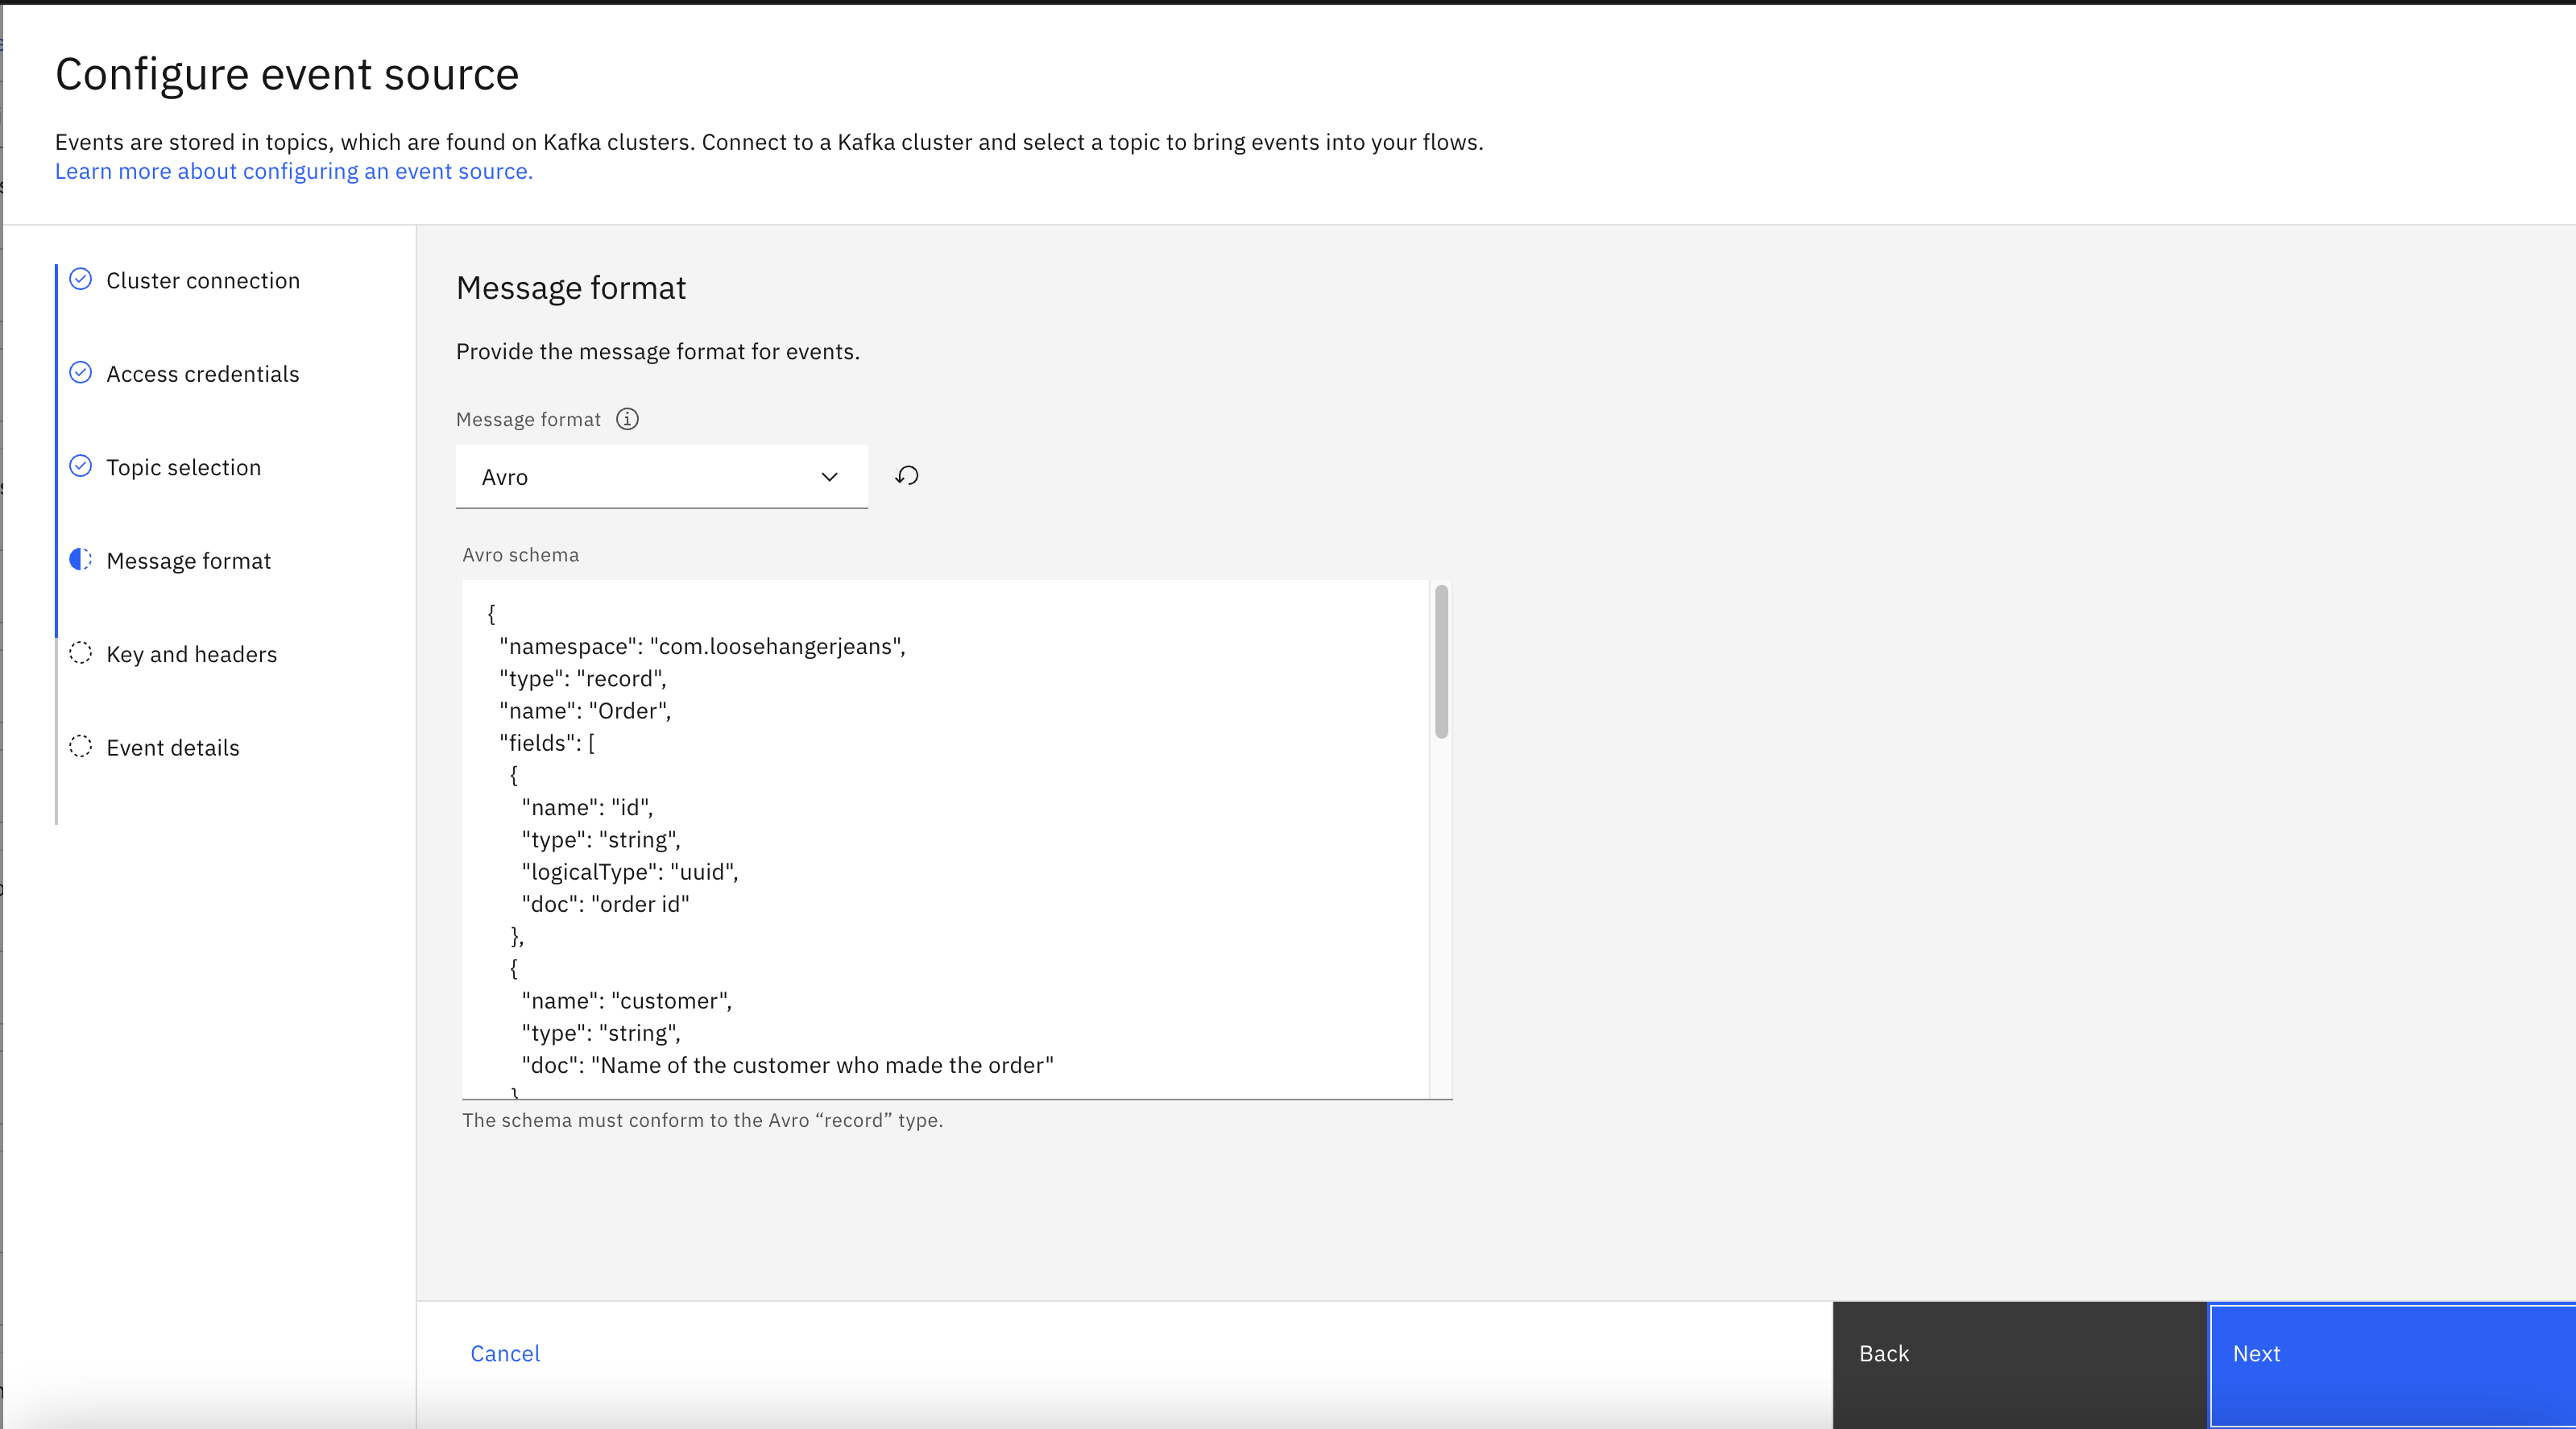 Configure event source
Events are stored in topics, which are found on Kafka clusters. Connect to a Kafka cluster and select a topic to bring events into your flows.
Learn more about configuring an event source.
Cluster connection
Access credentials
Topic selection
Message format
Key and headers
Event details
Message format
Provide the message format for events.
Message format
Avro
Avro schema
{
"namespace": "com.loosehangerjeans",
"type": "record",
"name": "Order",
"fields": [
{
"name": "id",
"type": "string",
"logicalType": "uuid",
"doc": "order id"
},
{
"name": "customer",
"type": "string",
"doc": "Name of the customer who made the order"
The schema must conform to the Avro “record” type.
Cancel
Back
Next